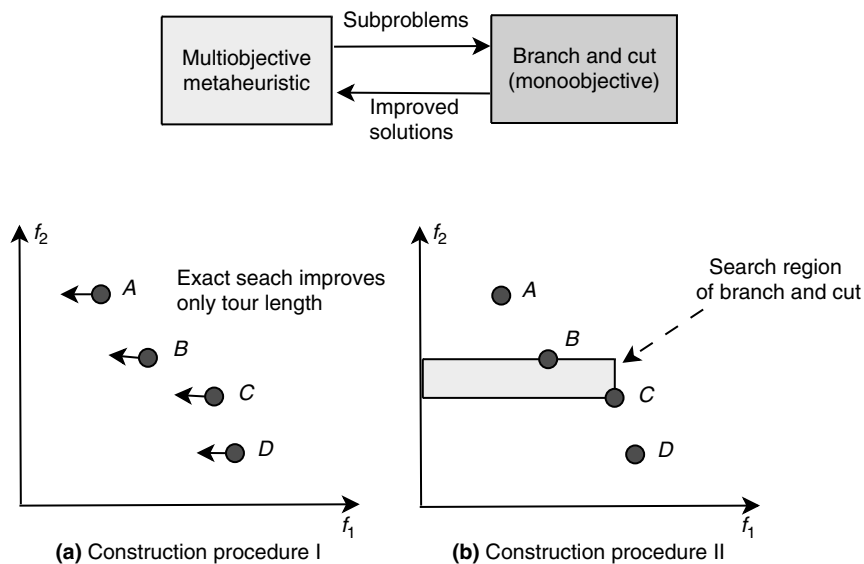 Subproblems
Multiobjective
metaheuristic
Branch and cut
(monoobjective)
Improved
solutions
f2
A
Exact seach improves
only tour length
B
C
D
f1
(a) Construction procedure I
f2
A
Search region
of branch and cut
B
C
D
f1
(b) Construction procedure II